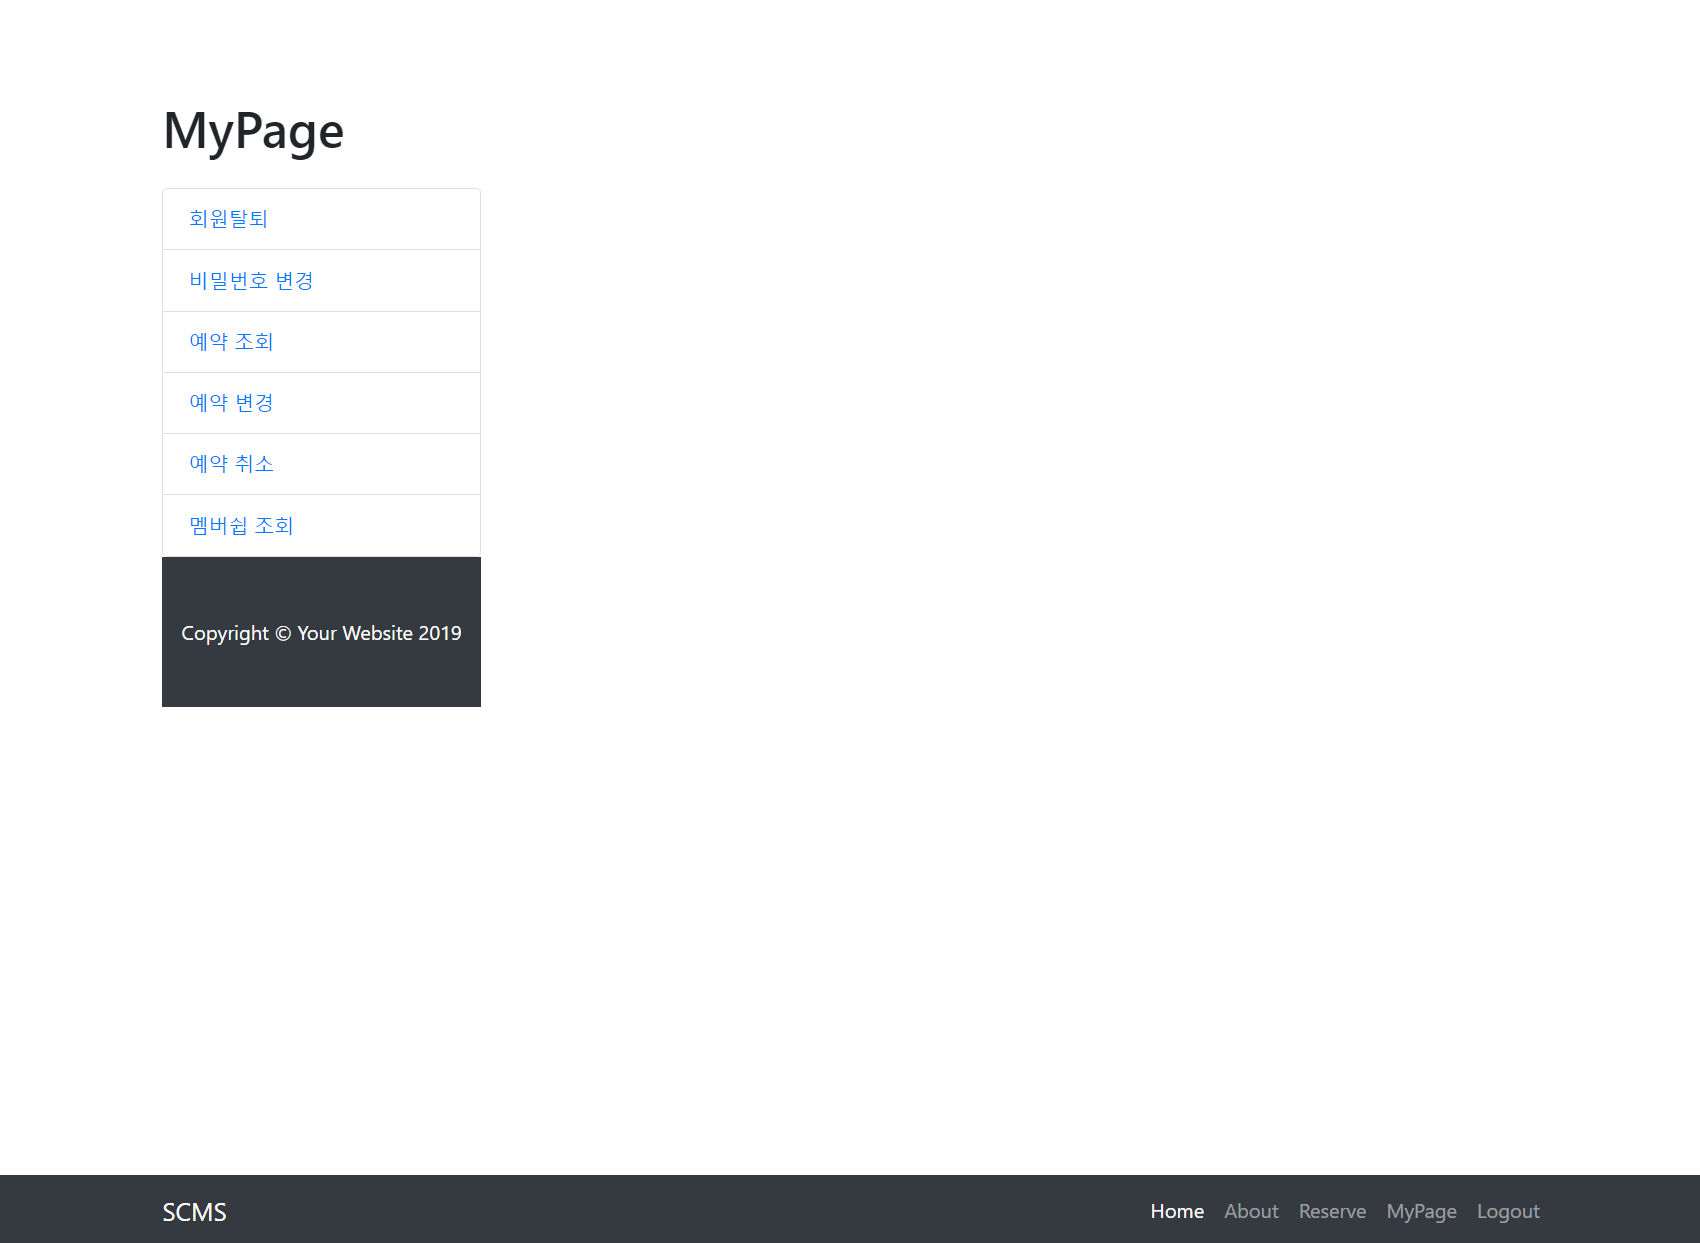 MyPage
회원탈퇴
비밀번호 변경
예약 조회
예약 변경
예약 취소
멤버쉽 조회
Copyright © Your Website 2019
SCMS
Home About Reserve MyPage Logout